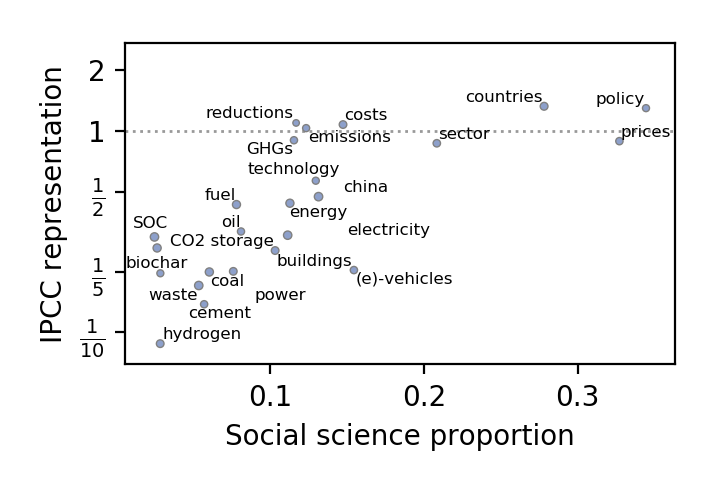 IPCC representation
2
1
1/2
1/5
1/10
countries
policy
reductions
costs
emissions
sector
prices
GHGs
technology
china
fuel
energy
SOC
oil
electricity
CO2 storage
biochar
buildings
coal
(e)-vehicles
waste
power
cement
hydrogen
0.1
0.2
0.3
Social science proportion